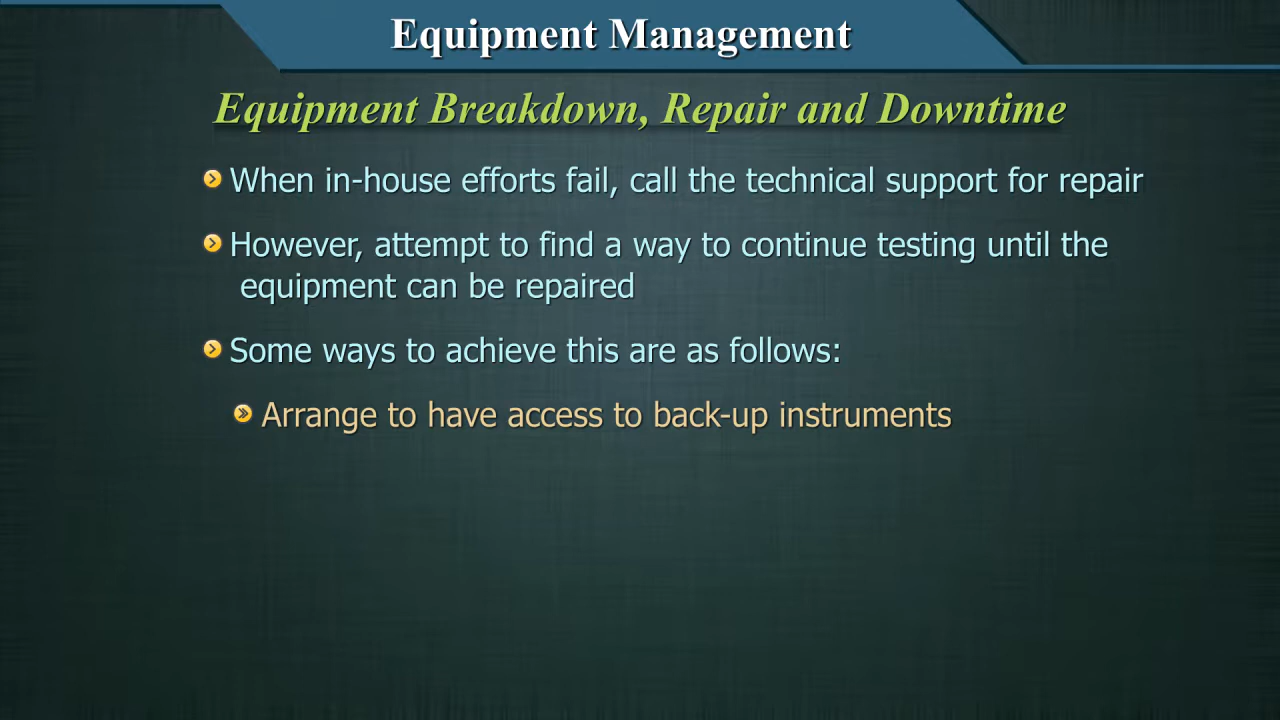 Equipment Management
Equipment Breakdown, Repair and Downtime
When in-house efforts fail, call the technical support for repair
However, attempt to find a way to continue testing until the
equipment can be repaired
Some ways to achieve this are as follows:
Arrange to have access to back-up instruments